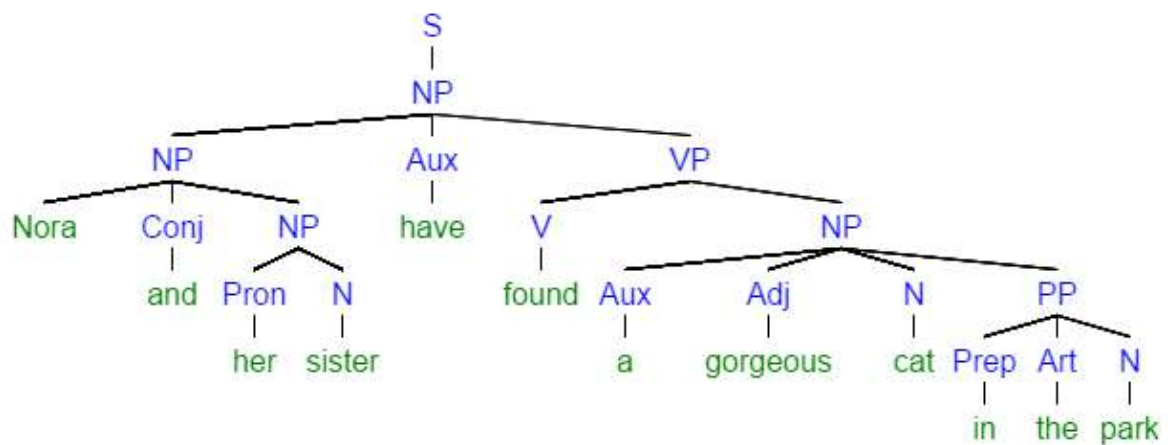 S
NP
NP Aux VP
Nora Conj NP have V NP
and Pron N found Aux Adj N PP
her sister a gorgeous cat Prep Art N
in the park